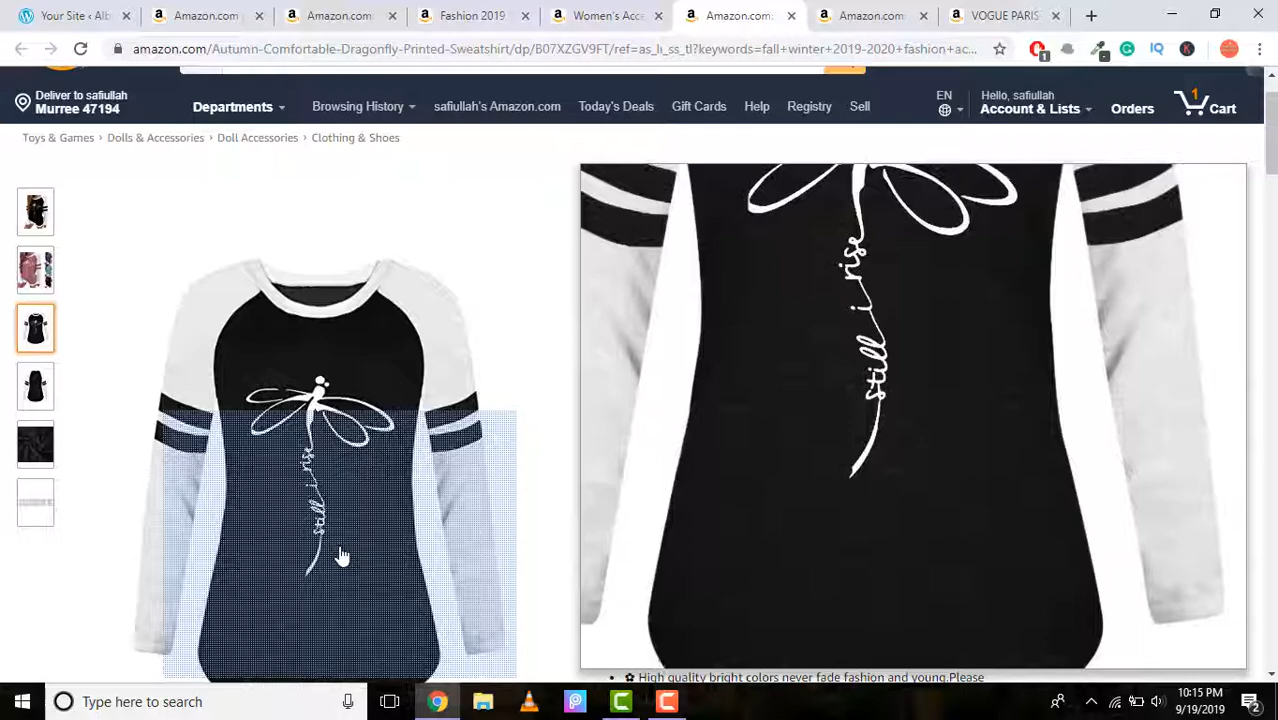 Your Site ‹ Alb
Amazon.com
Amazon.com:
Fashion 2019
Women's Acce
Amazon.com:
Amazon.com:
VOGUE PARIS
amazon.com/Autumn-Comfortable-Dragonfly-Printed-Sweatshirt/dp/B07XZGV9FT/ref=as_li_ss_tl?keywords=fall+winter+2019-2020+fashion+ac...
1
Deliver to safiullah
Murree 47194
Departments
Browsing History
safiullah's Amazon.com
Today's Deals
Gift Cards
Help
Registry
Sell
EN
Hello, safiullah
Account & Lists
Orders
1
Cart
Toys & Games › Dolls & Accessories › Doll Accessories › Clothing & Shoes
still i rise
still i rise
• ✿ High quality bright colors never fade fashion and young.Please
Type here to search
10:15 PM
9/19/2019
2